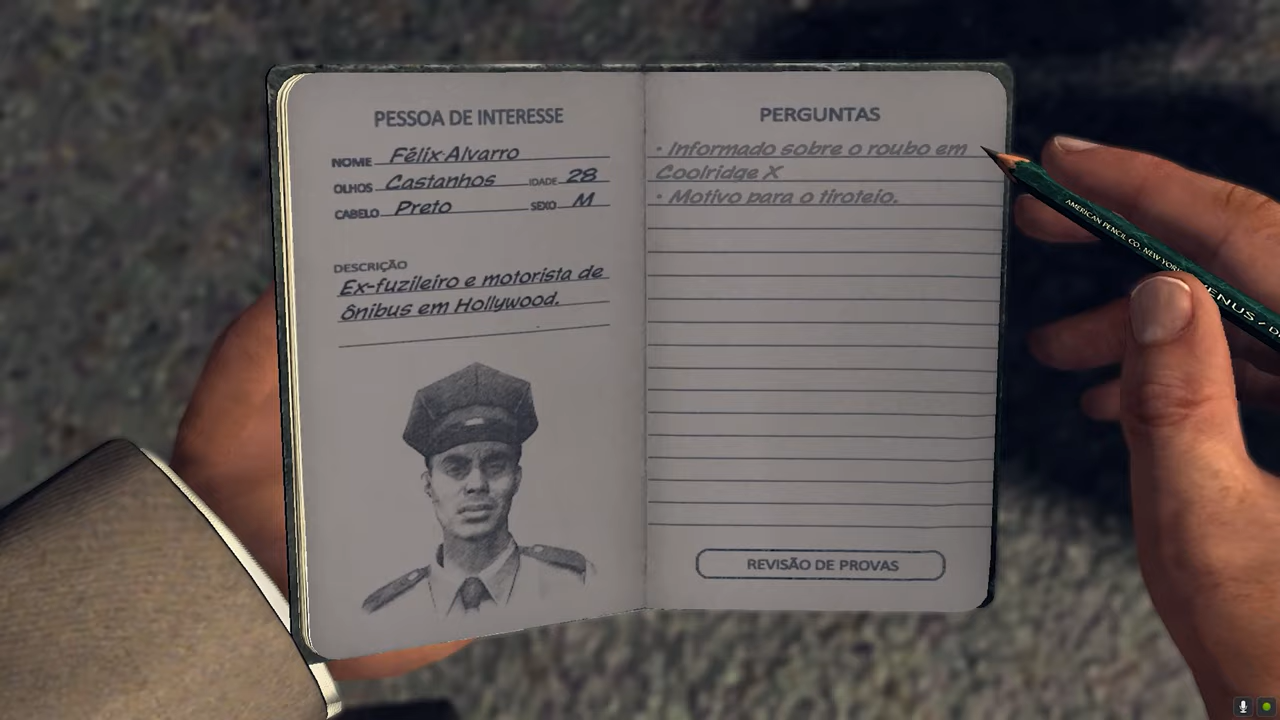 PESSOA DE INTERESSE
NOME Félix Alvarro
OLHOS Castanhos IDADE 28
CABELO Preto SEXO M
DESCRIÇÃO
Ex-fuzileiro e motorista de
ônibus em Hollywood.
PERGUNTAS
• Informado sobre o roubo em
Coolridge X
• Motivo para o tiroteio.
REVISÃO DE PROVAS
AMERICAN PENCIL CO. NEW YORK
VENUS